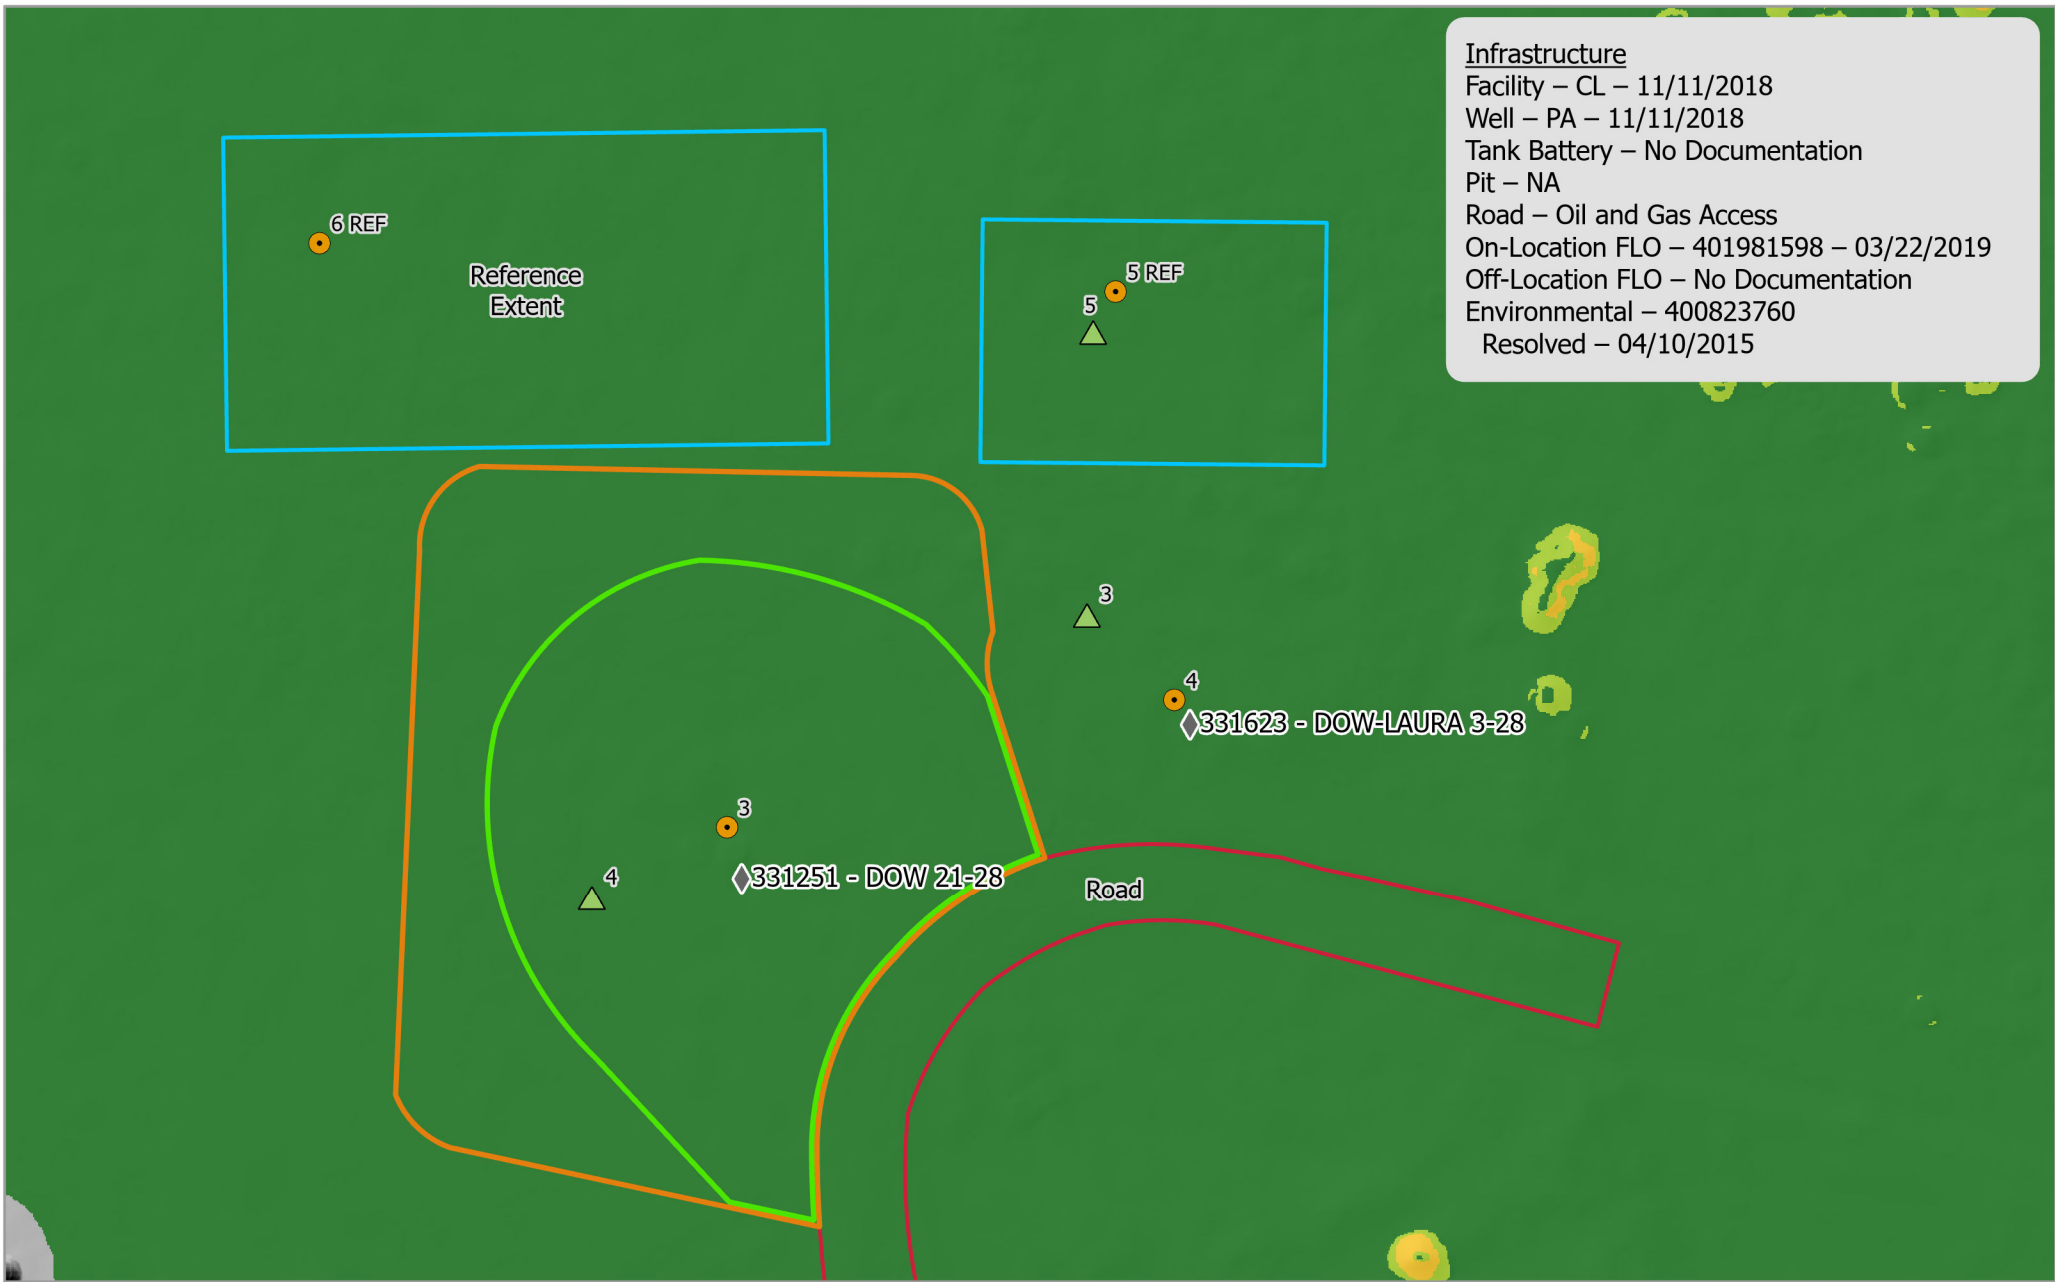 Infrastructure
Facility – CL – 11/11/2018
Well – PA – 11/11/2018
Tank Battery – No Documentation
Pit – NA
Road – Oil and Gas Access
On-Location FLO – 401981598 – 03/22/2019
Off-Location FLO – No Documentation
Environmental – 400823760
Resolved – 04/10/2015
6 REF
Reference
Extent
5 REF
5
3
4
331623 - DOW-LAURA 3-28
3
4
331251 - DOW 21-28
Road